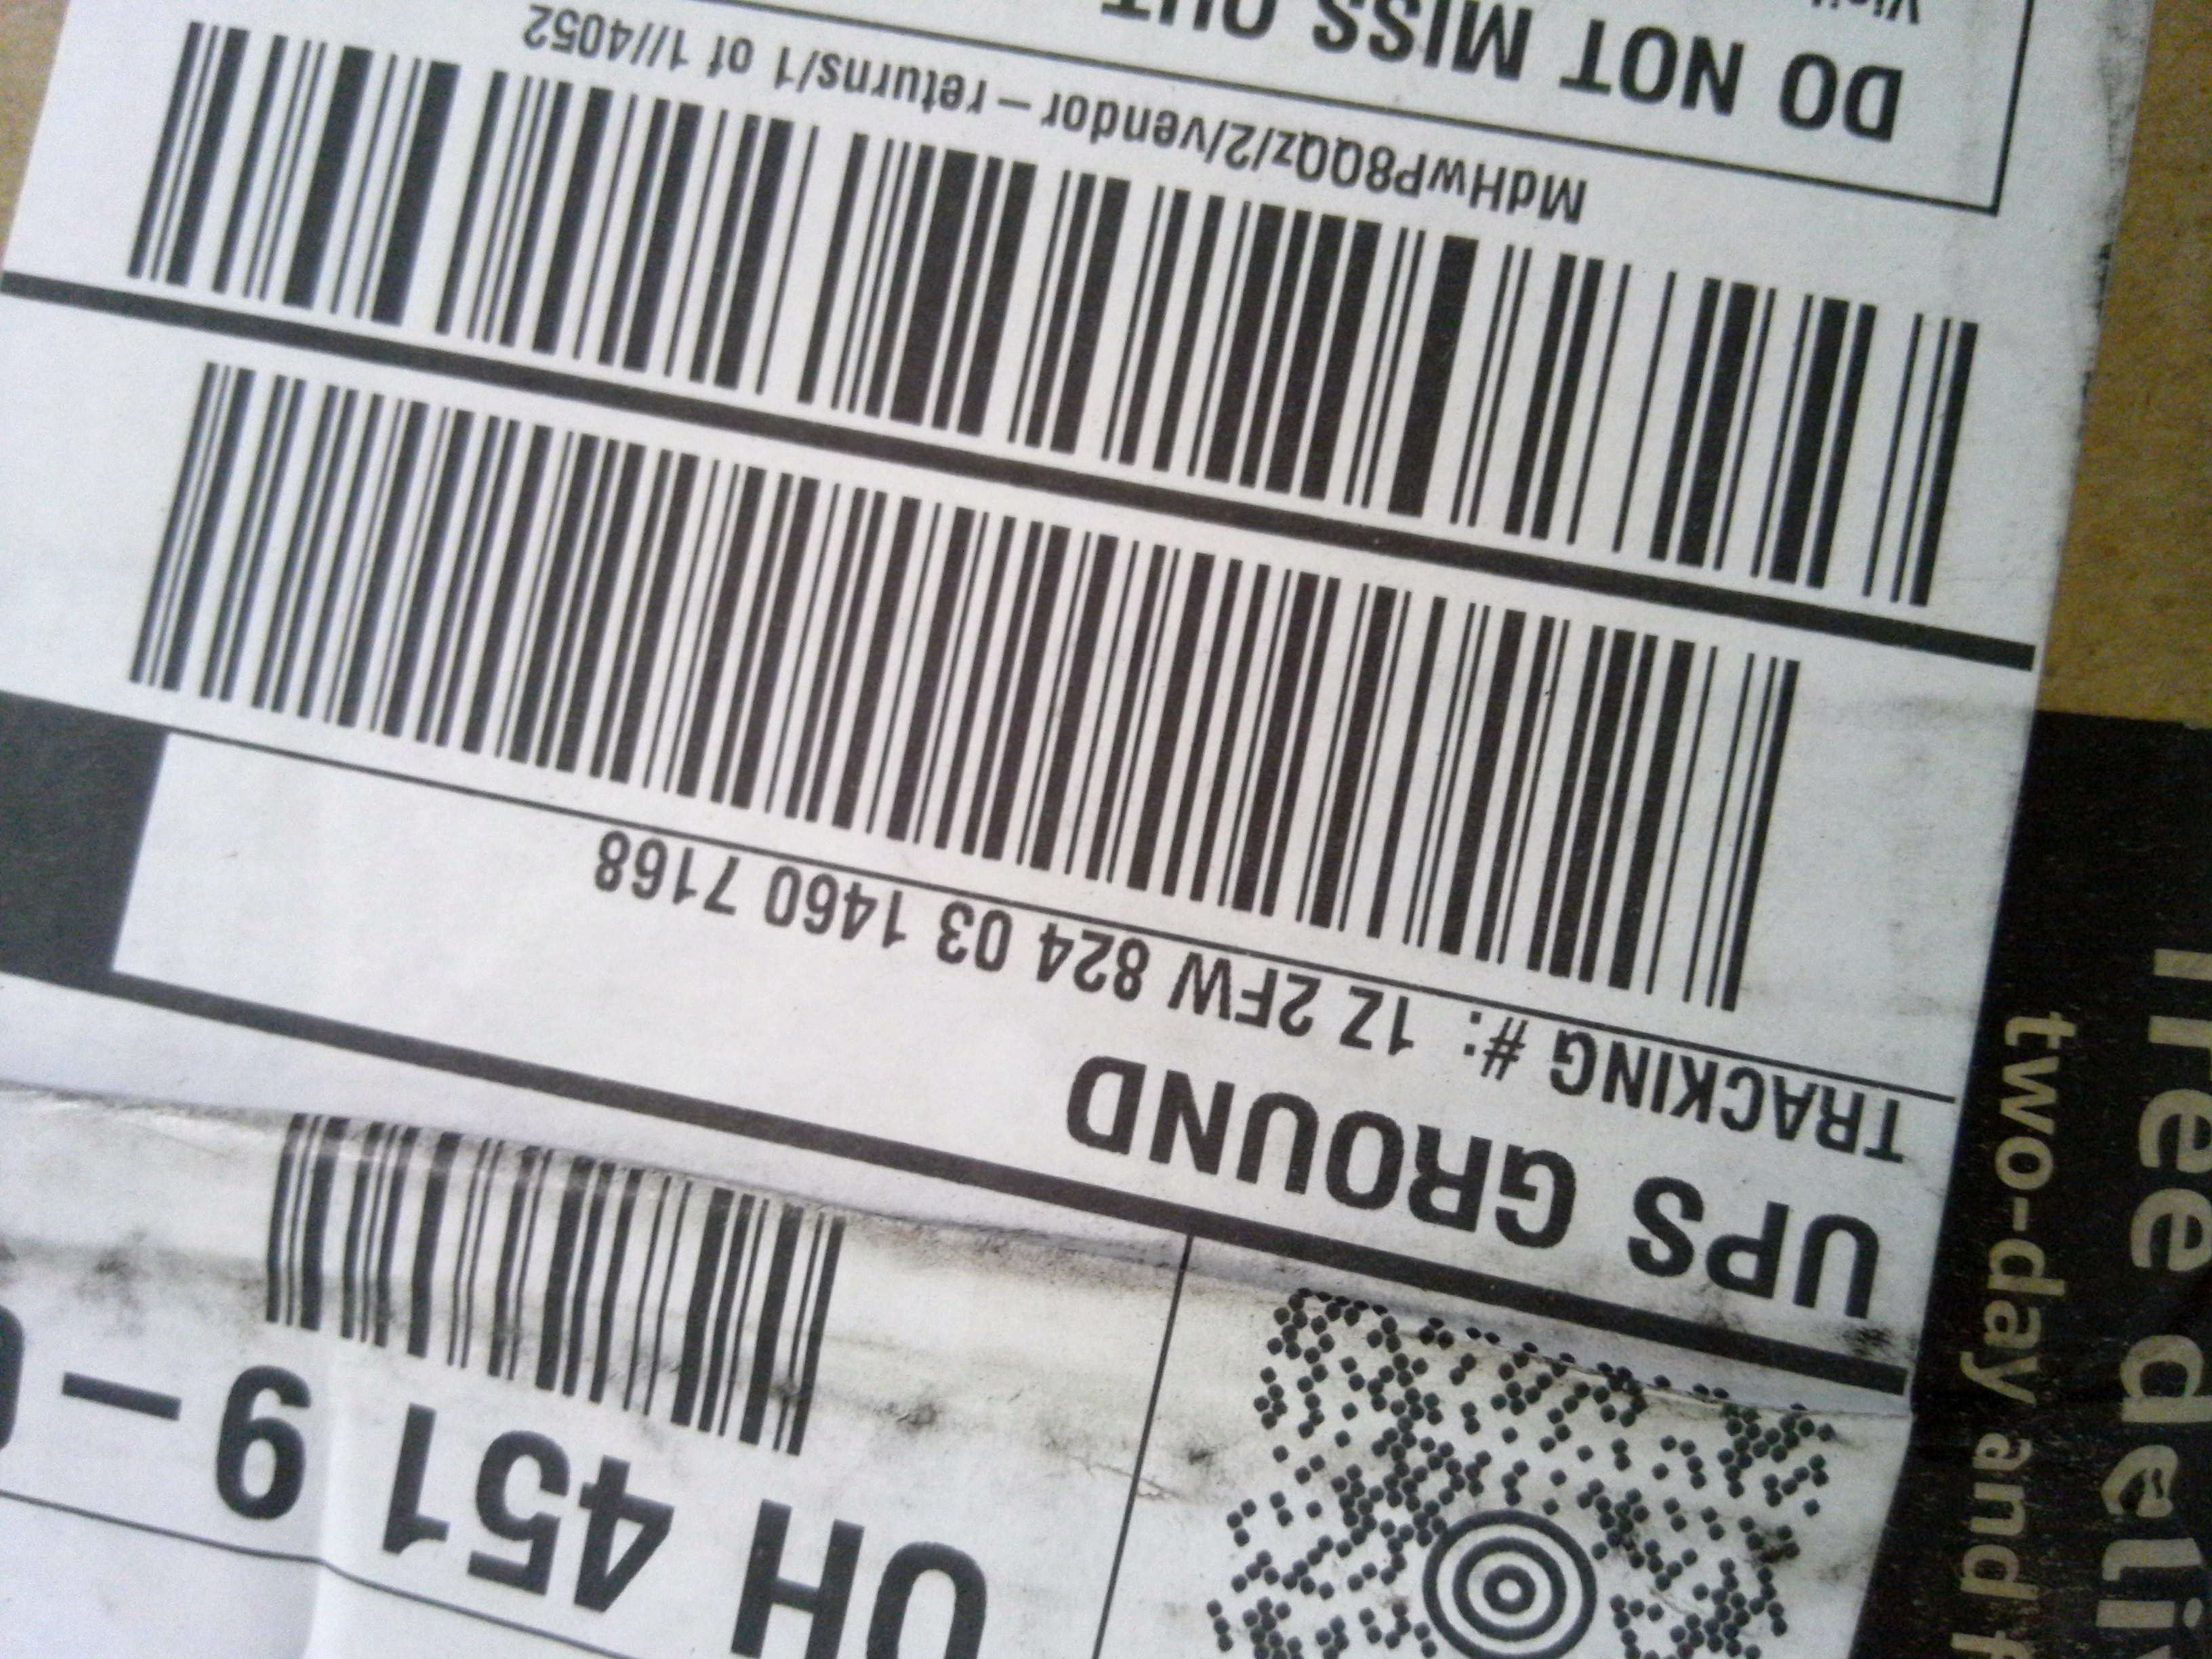 OH 451 9 –
UPS GROUND
TRACKING #: 1Z 2FW 824 03 1460 7168
MdHwP8QQz/2/vendor – returns/1 of 1//4052
DO NOT MISS OUT
free
two-day and